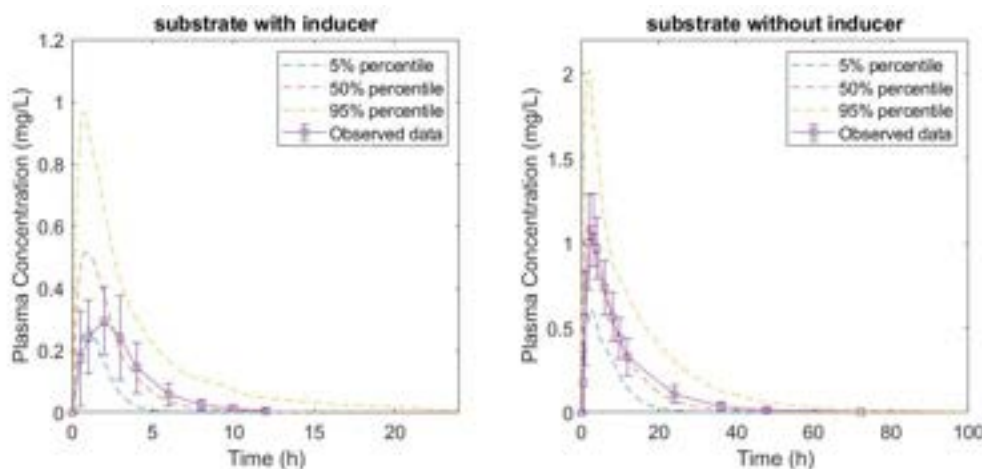 substrate with inducer
1.2
1
0.8
0.6
0.4
0.2
0
Plasma Concentration (mg/L)
5% percentile
50% percentile
95% percentile
Observed data
0 5 10 15 20
Time (h)
substrate without inducer
2
1.5
1
0.5
0
Plasma Concentration (mg/L)
5% percentile
50% percentile
95% percentile
Observed data
0 20 40 60 80 100
Time (h)